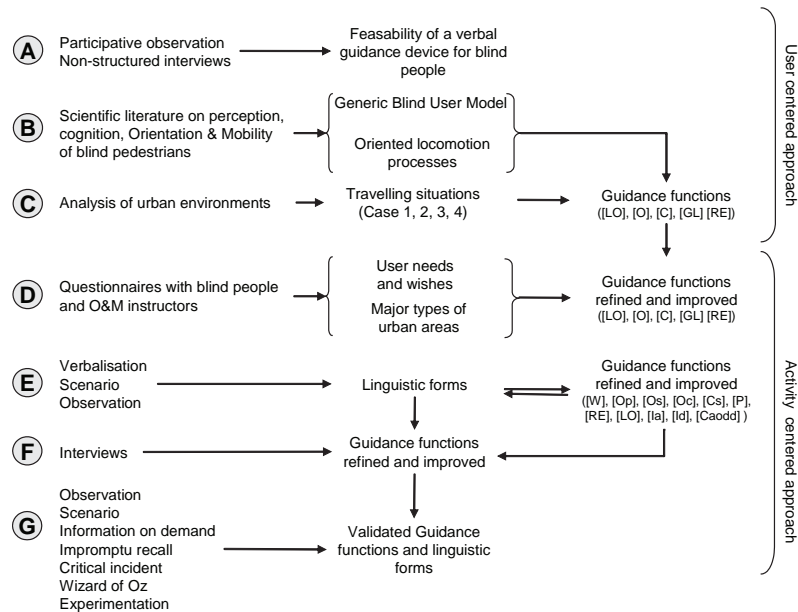 A
Participative observation
Non-structured interviews
Feasability of a verbal
guidance device for blind
people
B
Scientific literature on perception,
cognition, Orientation & Mobility
of blind pedestrians
Generic Blind User Model
Oriented locomotion
processes
C
Analysis of urban environments
Travelling situations
(Case 1, 2, 3, 4)
Guidance functions
([LO], [O], [C], [GL] [RE])
User centered approach
D
Questionnaires with blind people
and O&M instructors
User needs
and wishes
Major types of
urban areas
Guidance functions
refined and improved
([LO], [O], [C], [GL] [RE])
E
Verbalisation
Scenario
Observation
Linguistic forms
Guidance functions
refined and improved
([W], [Op], [Os], [Oc], [Cs], [P],
[RE], [LO], [Ia], [Id], [Caodd] )
F
Interviews
Guidance functions
refined and improved
G
Observation
Scenario
Information on demand
Impromptu recall
Critical incident
Wizard of Oz
Experimentation
Validated Guidance
functions and linguistic
forms
Activity centered approach